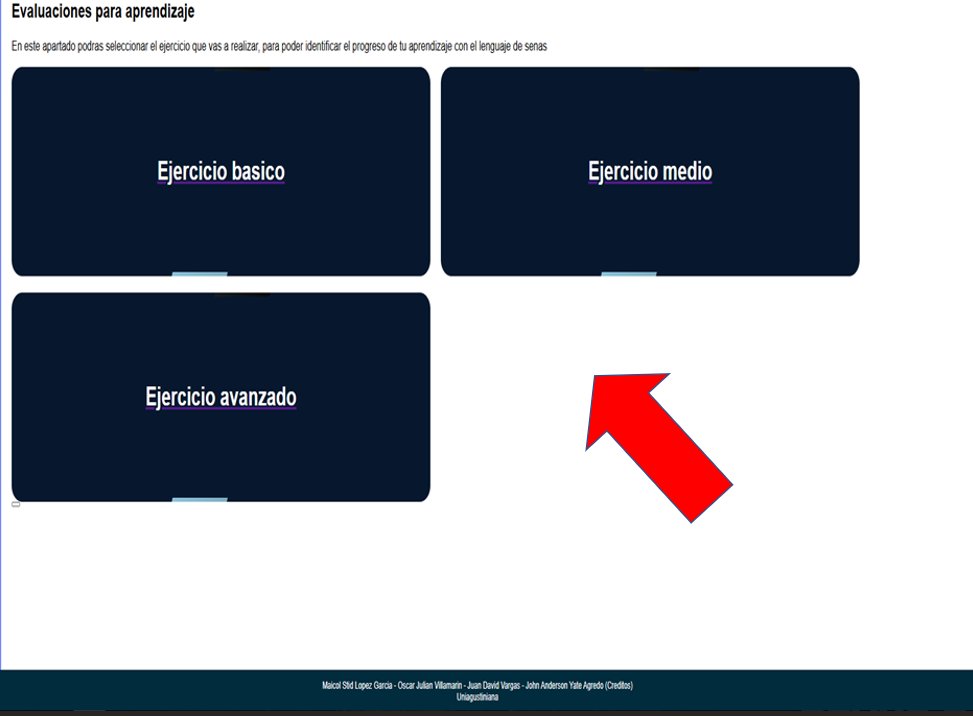 Evaluaciones para aprendizaje
En este apartado podras seleccionar el ejercicio que vas a realizar, para poder identificar el progreso de tu aprendizaje con el lenguaje de senas
Ejercicio basico
Ejercicio medio
Ejercicio avanzado
Maicol Stid Lopez Garcia - Oscar Julian Villamarin - Juan David Vargas - John Anderson Yate Agredo (Creditos)
Uniagustiniana